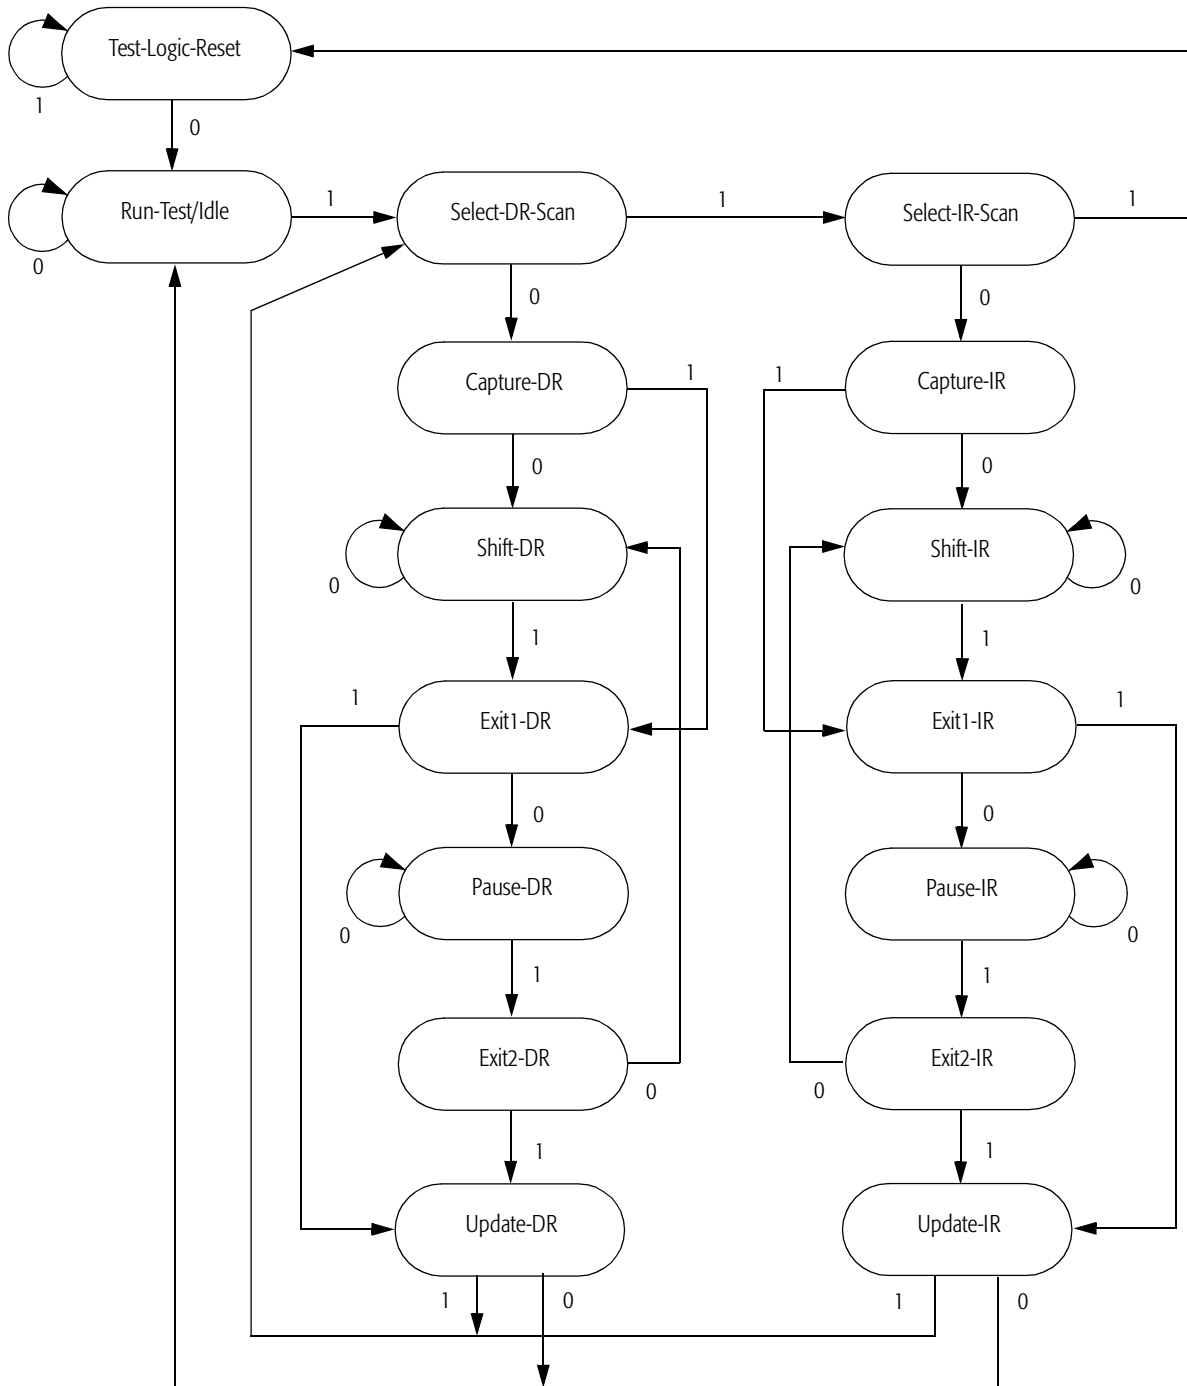 Test-Logic-Reset
1
0
Run-Test/Idle
0
1
Select-DR-Scan
1
Select-IR-Scan
1
0
0
Capture-DR
1
1
Capture-IR
0
0
Shift-DR
0
Shift-IR
0
1
1
1
Exit1-DR
Exit1-IR
1
0
0
Pause-DR
0
Pause-IR
0
1
1
Exit2-DR
0
0
Exit2-IR
1
1
Update-DR
Update-IR
1
0
1
0